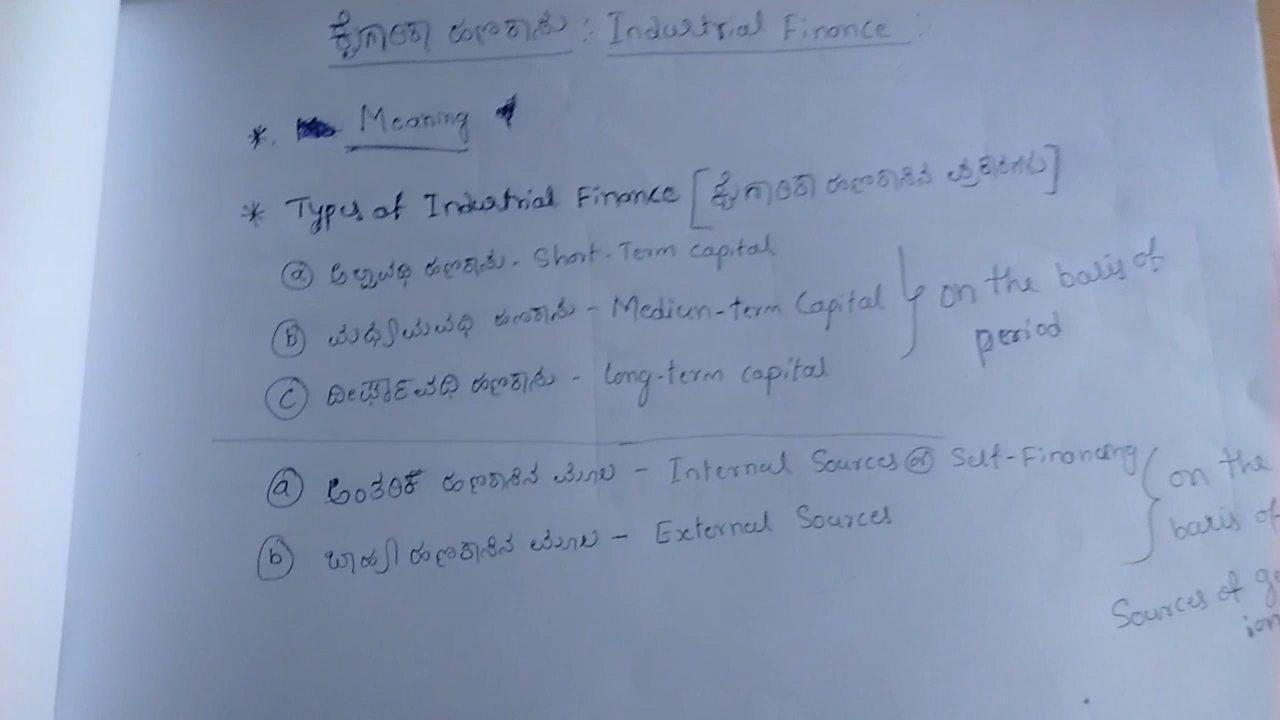 ಕೈಗಾರಿಕಾ ಹಣಕಾಸು : Industrial Finance
* Meaning
* Types of Industrial Finance [ಕೈಗಾರಿಕಾ ಹಣಕಾಸಿನ ಪ್ರಕಾರಗಳು]
ⓐ ಅಲ್ಪಾವಧಿ ಹಣಕಾಸು - Short-Term capital
ⓑ ಮಧ್ಯಮಾವಧಿ ಹಣಕಾಸು - Medium-term Capital
ⓒ ದೀರ್ಘಾವಧಿ ಹಣಕಾಸು - long-term capital
on the basis of
period
ⓐ ಆಂತರಿಕ ಹಣಕಾಸಿನ ಮೂಲ - Internal Sources or Self-Financing
ⓑ ಬಾಹ್ಯ ಹಣಕಾಸಿನ ಮೂಲ - External Sources
on the
basis of
Sources of